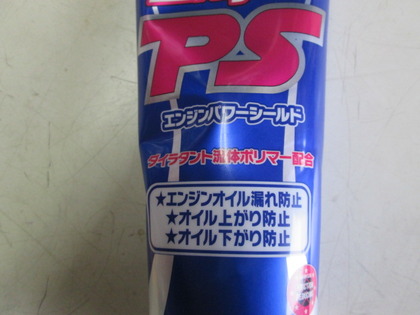 PS
エンジンパワーシールド
ダイラタント流体ポリマー配合
★エンジンオイル漏れ防止
★オイル上がり防止
★オイル下がり防止